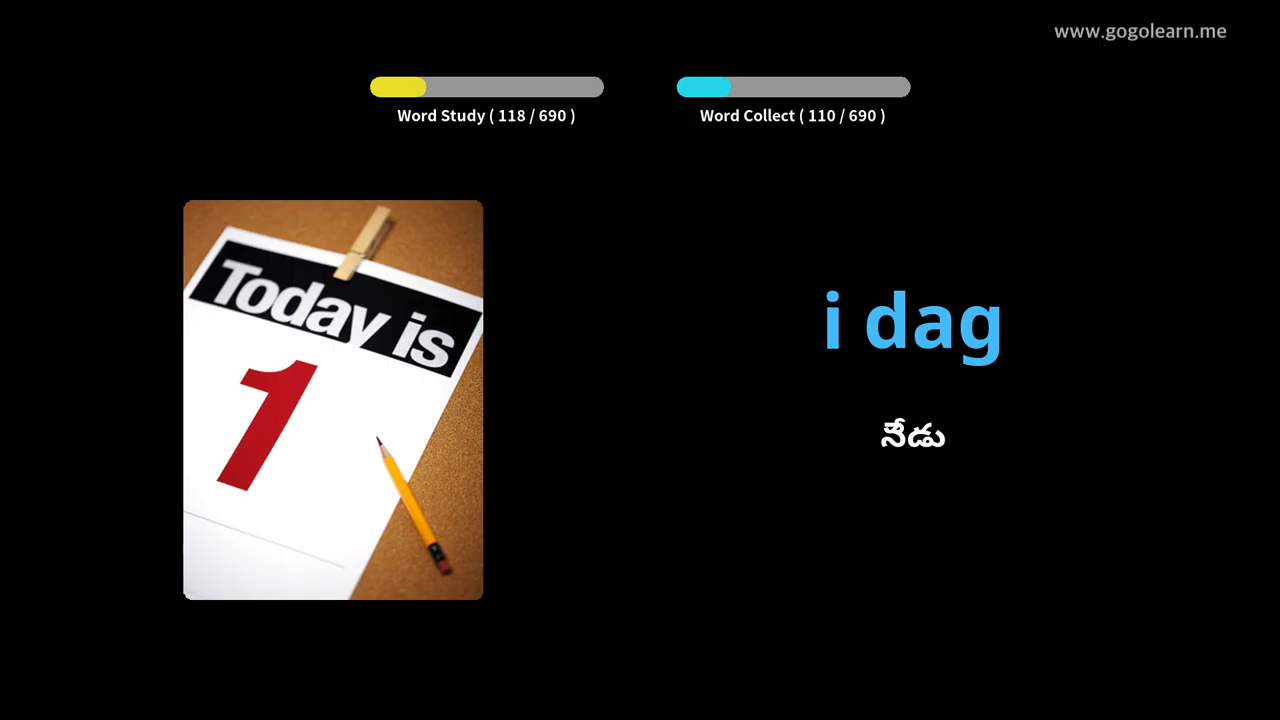 www.gogolearn.me
Word Study ( 118 / 690 )
Word Collect ( 110 / 690 )
Today is
1
i dag
నేడు